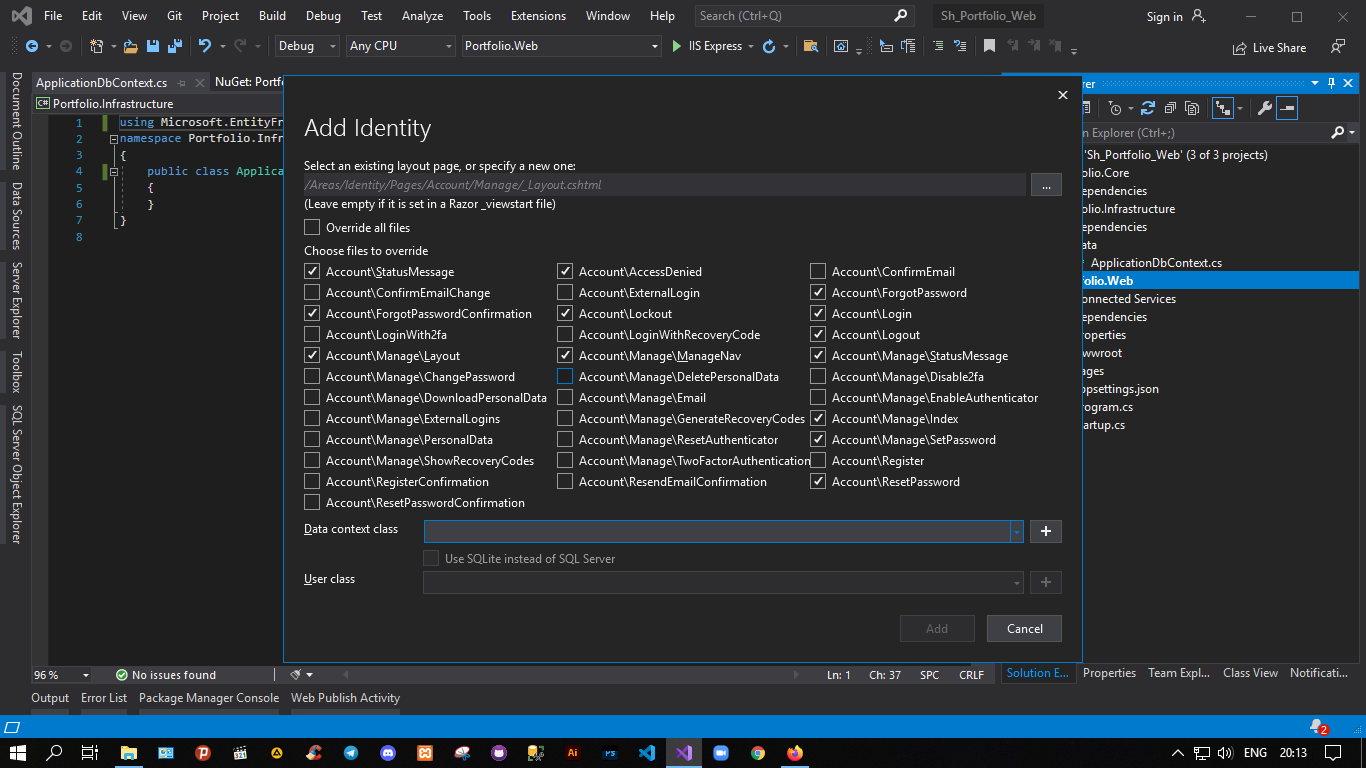 File Edit View Git Project Build Debug Test Analyze Tools Extensions Window Help Search (Ctrl+Q) Sh_Portfolio_Web Sign in
Debug Any CPU Portfolio.Web IIS Express Live Share
ApplicationDbContext.cs NuGet: Portf
Portfolio.Infrastructure
1 using Microsoft.EntityFr
2 namespace Portfolio.Infr
3 {
4 public class Applica
5 {
6 }
7 }
8
Document Outline
Data Sources
Server Explorer
Toolbox
SQL Server Object Explorer
Add Identity
Select an existing layout page, or specify a new one:
/Areas/Identity/Pages/Account/Manage/_Layout.cshtml
...
(Leave empty if it is set in a Razor _viewstart file)
Override all files
Choose files to override
Account\StatusMessage Account\AccessDenied Account\ConfirmEmail
Account\ConfirmEmailChange Account\ExternalLogin Account\ForgotPassword
Account\ForgotPasswordConfirmation Account\Lockout Account\Login
Account\LoginWith2fa Account\LoginWithRecoveryCode Account\Logout
Account\Manage\Layout Account\Manage\ManageNav Account\Manage\StatusMessage
Account\Manage\ChangePassword Account\Manage\DeletePersonalData Account\Manage\Disable2fa
Account\Manage\DownloadPersonalData Account\Manage\Email Account\Manage\EnableAuthenticator
Account\Manage\ExternalLogins Account\Manage\GenerateRecoveryCodes Account\Manage\Index
Account\Manage\PersonalData Account\Manage\ResetAuthenticator Account\Manage\SetPassword
Account\Manage\ShowRecoveryCodes Account\Manage\TwoFactorAuthentication Account\Register
Account\RegisterConfirmation Account\ResendEmailConfirmation Account\ResetPassword
Account\ResetPasswordConfirmation
Data context class
Use SQLite instead of SQL Server
User class
Add Cancel
rer
n Explorer (Ctrl+;)
'Sh_Portfolio_Web' (3 of 3 projects)
olio.Core
ependencies
olio.Infrastructure
ependencies
ata
ApplicationDbContext.cs
folio.Web
onnected Services
ependencies
roperties
wwroot
ages
ppsettings.json
rogram.cs
artup.cs
96 % No issues found Ln: 1 Ch: 37 SPC CRLF
Solution E... Properties Team Expl... Class View Notificati...
Output Error List Package Manager Console Web Publish Activity
2
Ai PS ENG 20:13